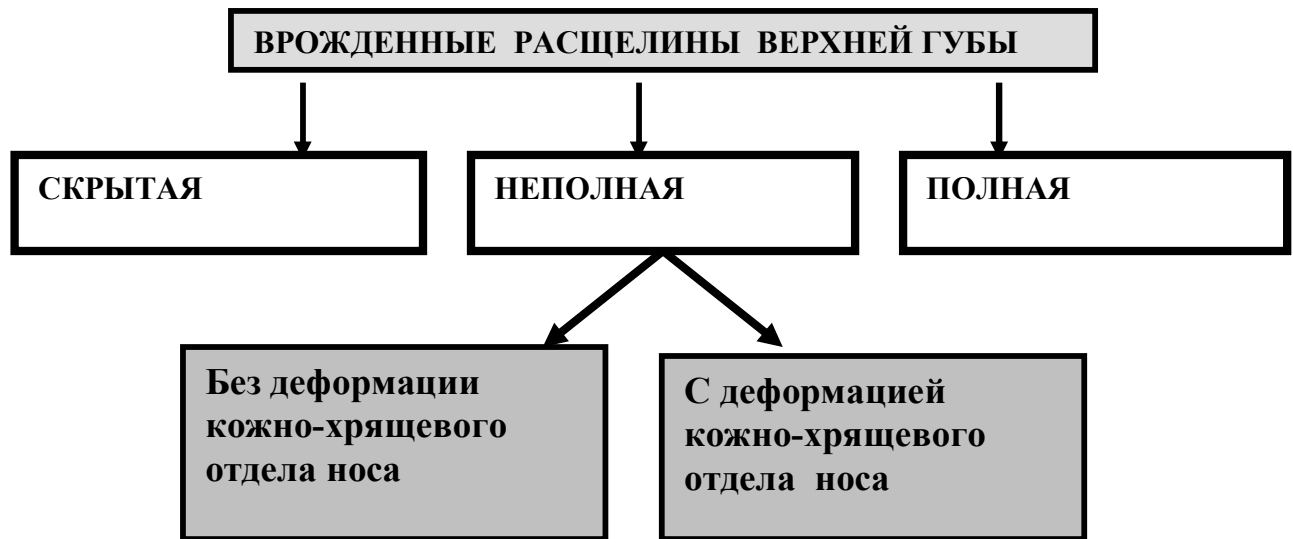 ВРОЖДЕННЫЕ РАСЩЕЛИНЫ ВЕРХНЕЙ ГУБЫ
СКРЫТАЯ
НЕПОЛНАЯ
ПОЛНАЯ
Без деформации
кожно-хрящевого
отдела носа
С деформацией
кожно-хрящевого
отдела носа